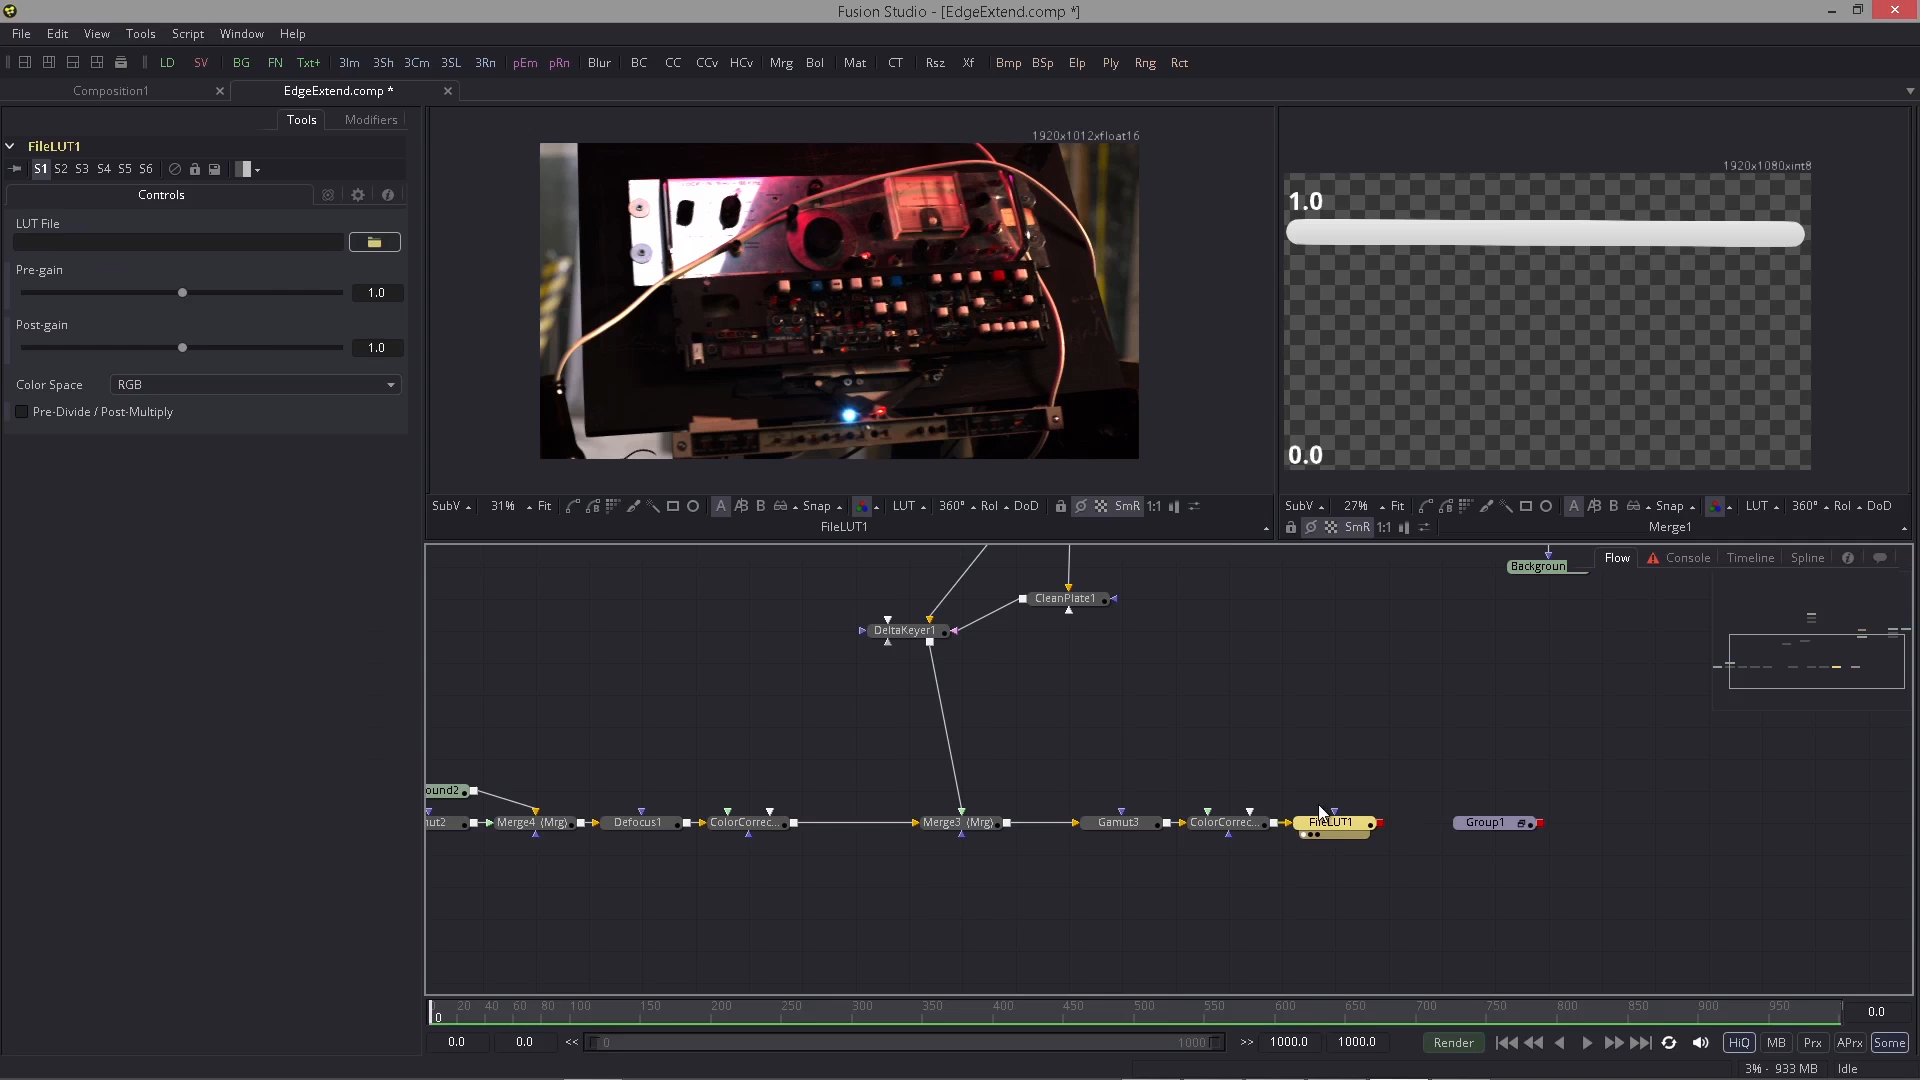 Fusion Studio - [EdgeExtend.comp *]
File Edit View Tools Script Window Help
LD SV BG FN Txt+ 3Im 3Sh 3Cm 3SL 3Rn pEm pRn Blur BC CC CCv HCv Mrg Bol Mat CT Rsz Xf Bmp BSp Elp Ply Rng Rct
Composition1
EdgeExtend.comp *
Tools Modifiers
FileLUT1
S1 S2 S3 S4 S5 S6
Controls
LUT File
Pre-gain
1.0
Post-gain
1.0
Color Space RGB
Pre-Divide / Post-Multiply
1920x1012xfloat16
1920x1080xint8
1.0
0.0
SubV 31% Fit A B Snap LUT 360° RoI DoD SmR 1:1
FileLUT1
SubV 27% Fit A B Snap LUT 360° RoI DoD
SmR 1:1 Merge1
Flow Console Timeline Spline
Backgroun
CleanPlate1
DeltaKeyer1
ound2
nut2 Merge4 (Mrg) Defocus1 ColorCorrec... Merge3 (Mrg) Gamut3 ColorCorrec... FileLUT1 Group1
20 40 60 80 100 150 200 250 300 350 400 450 500 550 600 650 700 750 800 850 900 950
0
0.0
0.0 0.0 << 0 1000 >> 1000.0 1000.0 Render HiQ MB Prx APrx Some
3% - 933 MB Idle